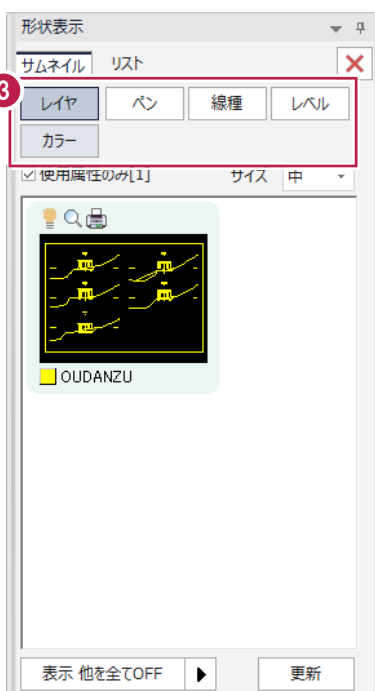 形状表示
サムネイル リスト
3
レイヤ ペン 線種 レベル
カラー
使用属性のみ[1] サイズ 中
OUDANZU
表示 他を全てOFF 更新